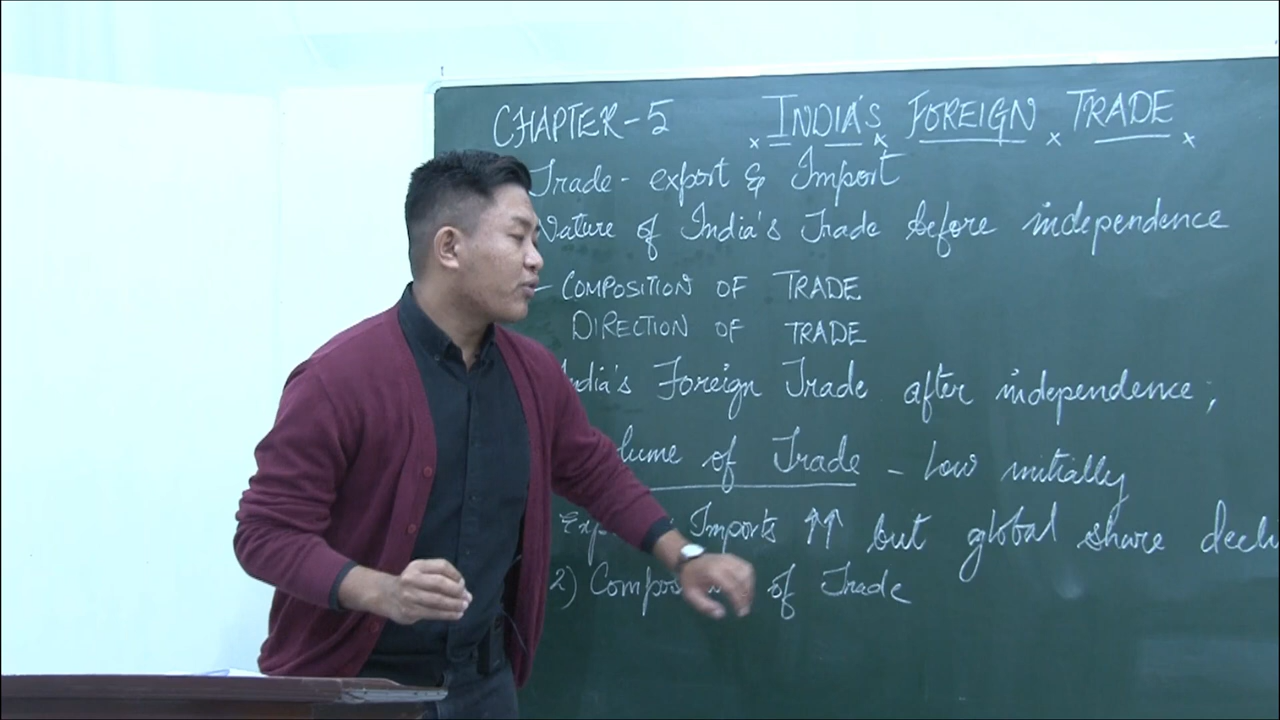 CHAPTER-5 INDIA'S FOREIGN TRADE
Trade - export & Import
Nature of India's Trade before independence
- COMPOSITION OF TRADE
DIRECTION OF TRADE
India's Foreign Trade after independence;
of Trade - Low initially
Imports ↑↑ but global share
2) of Trade